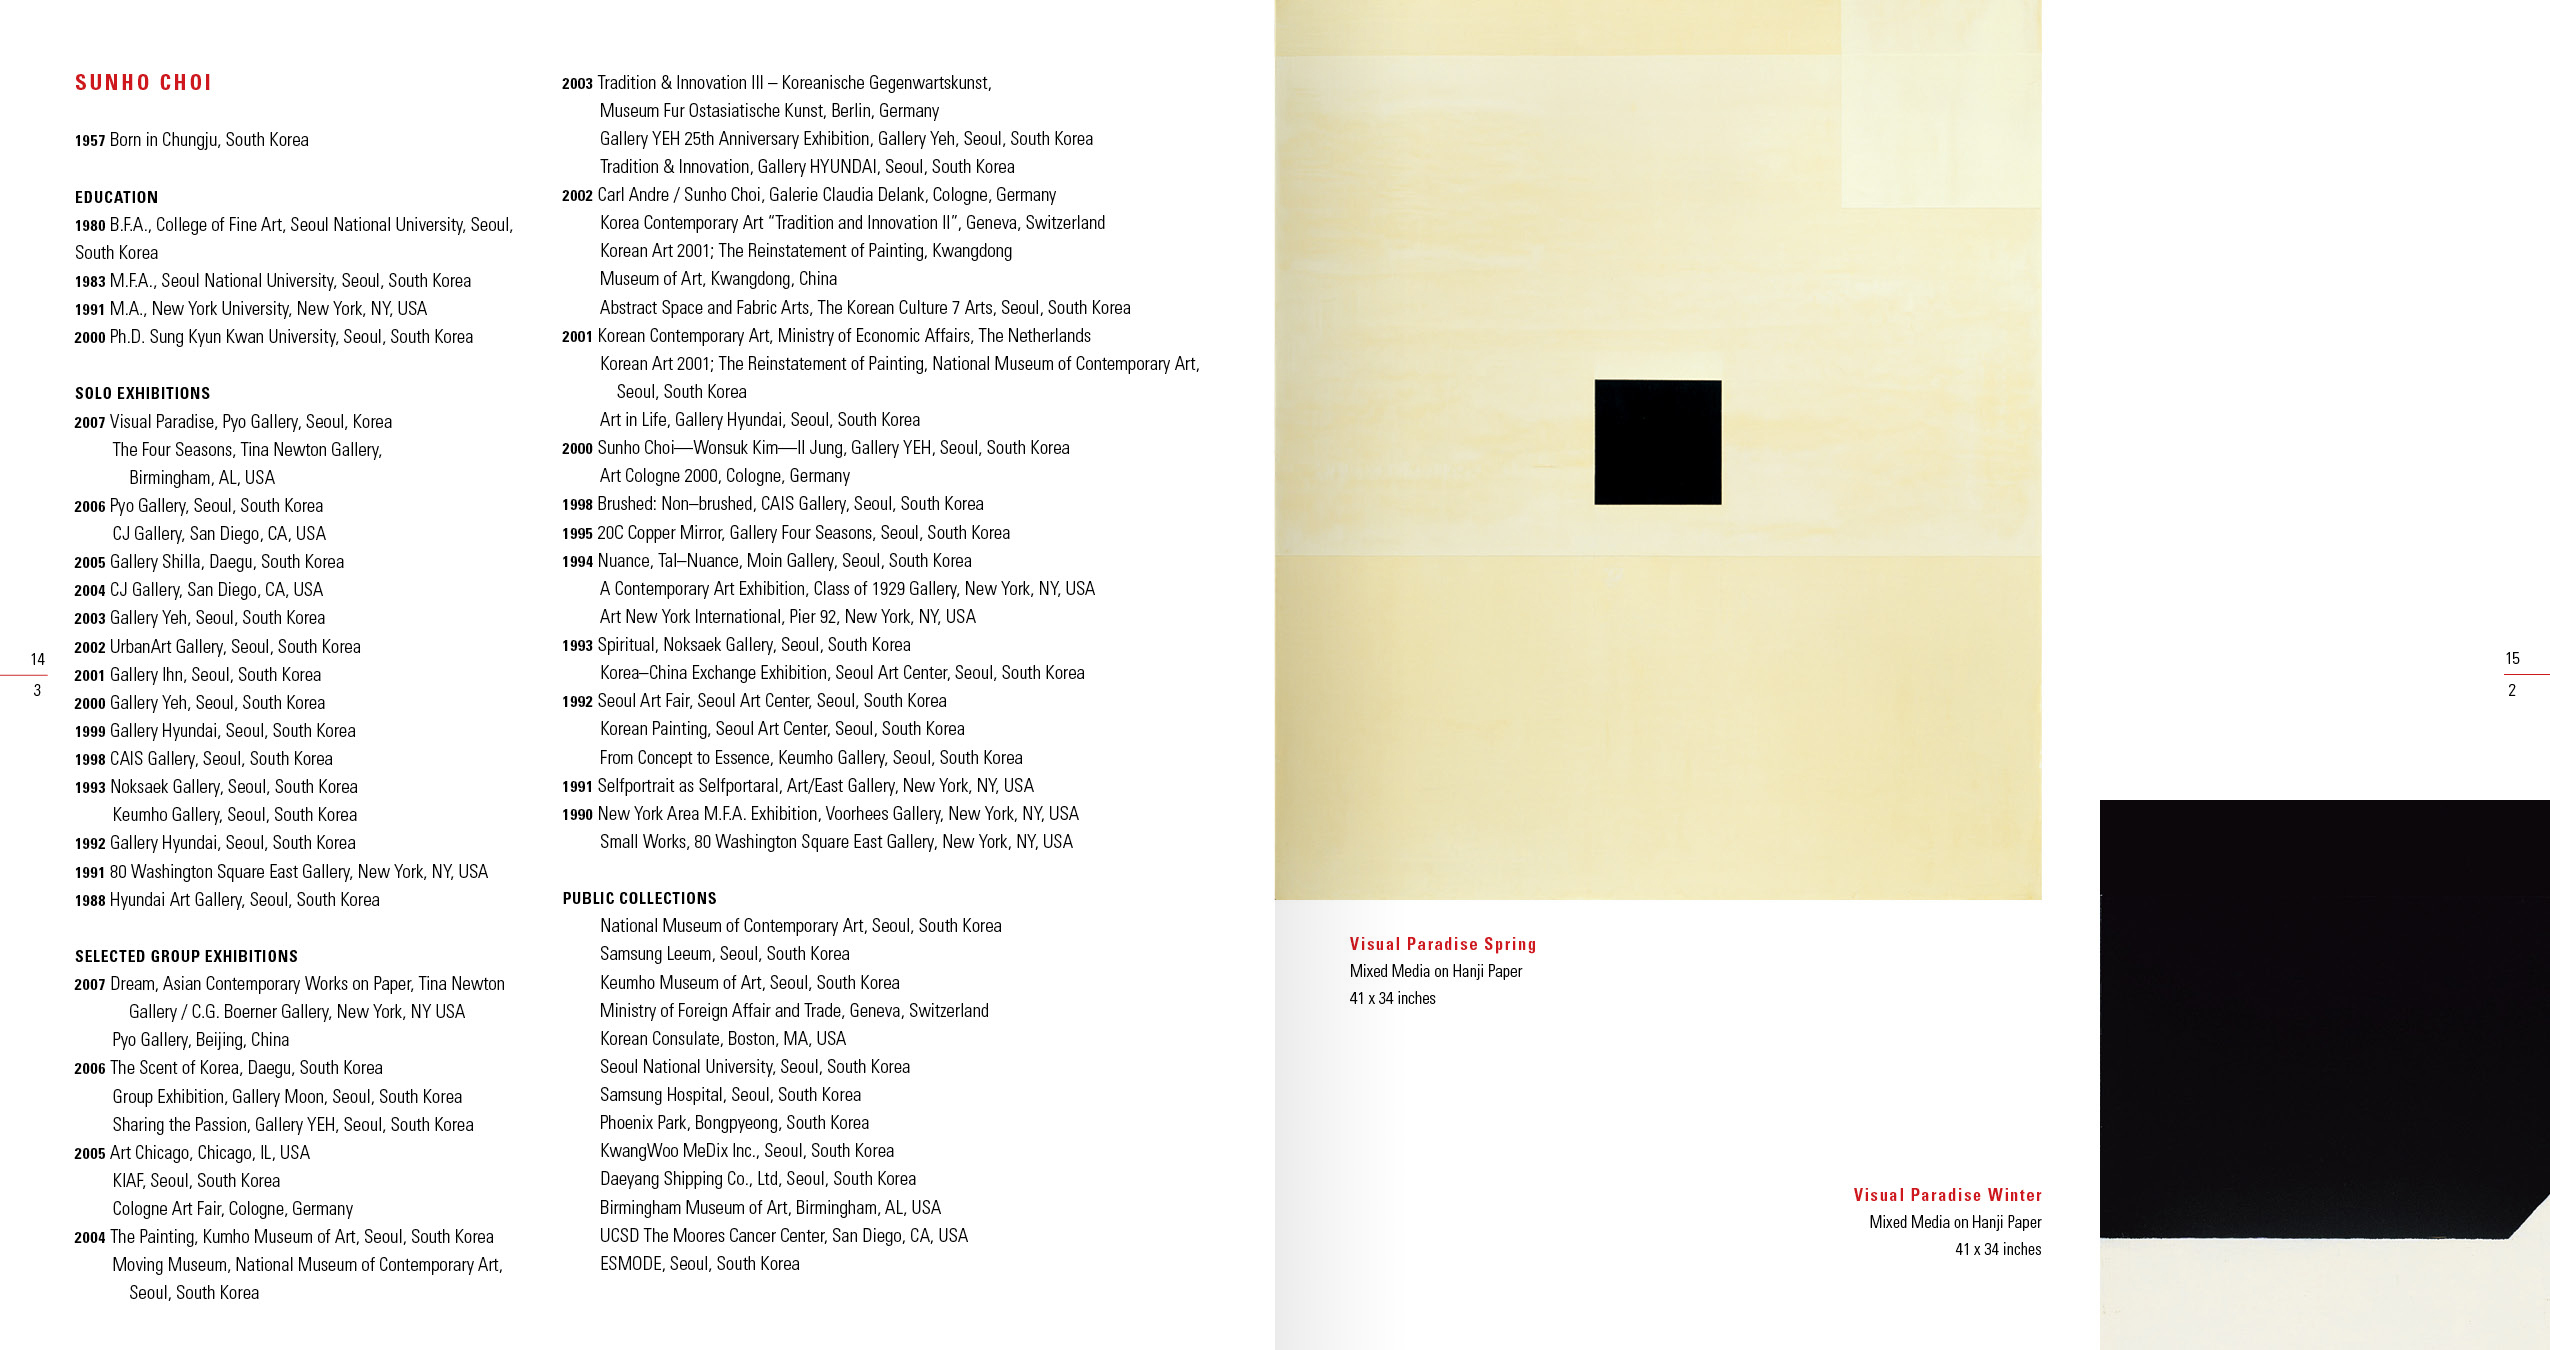 SUNHO CHOI
1957 Born in Chungju, South Korea
EDUCATION
1980 B.F.A., College of Fine Art, Seoul National University, Seoul,
South Korea
1983 M.F.A., Seoul National University, Seoul, South Korea
1991 M.A., New York University, New York, NY, USA
2000 Ph.D. Sung Kyun Kwan University, Seoul, South Korea
SOLO EXHIBITIONS
2007 Visual Paradise, Pyo Gallery, Seoul, Korea
The Four Seasons, Tina Newton Gallery,
Birmingham, AL, USA
2006 Pyo Gallery, Seoul, South Korea
CJ Gallery, San Diego, CA, USA
2005 Gallery Shilla, Daegu, South Korea
2004 CJ Gallery, San Diego, CA, USA
2003 Gallery Yeh, Seoul, South Korea
2002 UrbanArt Gallery, Seoul, South Korea
2001 Gallery Ihn, Seoul, South Korea
2000 Gallery Yeh, Seoul, South Korea
1999 Gallery Hyundai, Seoul, South Korea
1998 CAIS Gallery, Seoul, South Korea
1993 Noksaek Gallery, Seoul, South Korea
Keumho Gallery, Seoul, South Korea
1992 Gallery Hyundai, Seoul, South Korea
1991 80 Washington Square East Gallery, New York, NY, USA
1988 Hyundai Art Gallery, Seoul, South Korea
SELECTED GROUP EXHIBITIONS
2007 Dream, Asian Contemporary Works on Paper, Tina Newton
Gallery / C.G. Boerner Gallery, New York, NY USA
Pyo Gallery, Beijing, China
2006 The Scent of Korea, Daegu, South Korea
Group Exhibition, Gallery Moon, Seoul, South Korea
Sharing the Passion, Gallery YEH, Seoul, South Korea
2005 Art Chicago, Chicago, IL, USA
KIAF, Seoul, South Korea
Cologne Art Fair, Cologne, Germany
2004 The Painting, Kumho Museum of Art, Seoul, South Korea
Moving Museum, National Museum of Contemporary Art,
Seoul, South Korea
14
3
2003 Tradition & Innovation III – Koreanische Gegenwartskunst,
Museum Fur Ostasiatische Kunst, Berlin, Germany
Gallery YEH 25th Anniversary Exhibition, Gallery Yeh, Seoul, South Korea
Tradition & Innovation, Gallery HYUNDAI, Seoul, South Korea
2002 Carl Andre / Sunho Choi, Galerie Claudia Delank, Cologne, Germany
Korea Contemporary Art “Tradition and Innovation II”, Geneva, Switzerland
Korean Art 2001; The Reinstatement of Painting, Kwangdong
Museum of Art, Kwangdong, China
Abstract Space and Fabric Arts, The Korean Culture 7 Arts, Seoul, South Korea
2001 Korean Contemporary Art, Ministry of Economic Affairs, The Netherlands
Korean Art 2001; The Reinstatement of Painting, National Museum of Contemporary Art,
Seoul, South Korea
Art in Life, Gallery Hyundai, Seoul, South Korea
2000 Sunho Choi—Wonsuk Kim—Il Jung, Gallery YEH, Seoul, South Korea
Art Cologne 2000, Cologne, Germany
1998 Brushed: Non–brushed, CAIS Gallery, Seoul, South Korea
1995 20C Copper Mirror, Gallery Four Seasons, Seoul, South Korea
1994 Nuance, Tal–Nuance, Moin Gallery, Seoul, South Korea
A Contemporary Art Exhibition, Class of 1929 Gallery, New York, NY, USA
Art New York International, Pier 92, New York, NY, USA
1993 Spiritual, Noksaek Gallery, Seoul, South Korea
Korea–China Exchange Exhibition, Seoul Art Center, Seoul, South Korea
1992 Seoul Art Fair, Seoul Art Center, Seoul, South Korea
Korean Painting, Seoul Art Center, Seoul, South Korea
From Concept to Essence, Keumho Gallery, Seoul, South Korea
1991 Selfportrait as Selfportaral, Art/East Gallery, New York, NY, USA
1990 New York Area M.F.A. Exhibition, Voorhees Gallery, New York, NY, USA
Small Works, 80 Washington Square East Gallery, New York, NY, USA
PUBLIC COLLECTIONS
National Museum of Contemporary Art, Seoul, South Korea
Samsung Leeum, Seoul, South Korea
Keumho Museum of Art, Seoul, South Korea
Ministry of Foreign Affair and Trade, Geneva, Switzerland
Korean Consulate, Boston, MA, USA
Seoul National University, Seoul, South Korea
Samsung Hospital, Seoul, South Korea
Phoenix Park, Bongpyeong, South Korea
KwangWoo MeDix Inc., Seoul, South Korea
Daeyang Shipping Co., Ltd, Seoul, South Korea
Birmingham Museum of Art, Birmingham, AL, USA
UCSD The Moores Cancer Center, San Diego, CA, USA
ESMODE, Seoul, South Korea
Visual Paradise Spring
Mixed Media on Hanji Paper
41 x 34 inches
Visual Paradise Winter
Mixed Media on Hanji Paper
41 x 34 inches
15
2